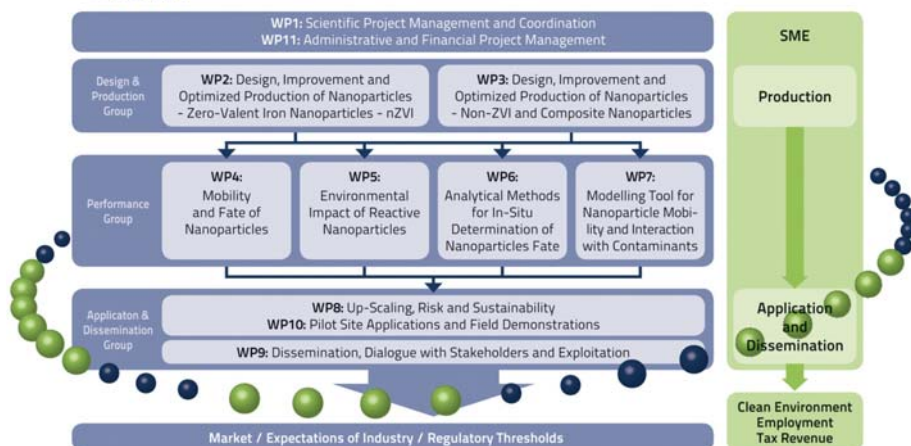 WP1: Scientific Project Management and Coordination
WP11: Administrative and Financial Project Management
SME
Design &
Production
Group
WP2: Design, Improvement and
Optimized Production of Nanoparticles
- Zero-Valent Iron Nanoparticles - nZVI
WP3: Design, Improvement and
Optimized Production of Nanoparticles
- Non-ZVI and Composite Nanoparticles
Production
Performance
Group
WP4:
Mobility
and Fate of
Nanoparticles
WP5:
Environmental
Impact of Reactive
Nanoparticles
WP6:
Analytical Methods
for In-Situ
Determination of
Nanoparticles Fate
WP7:
Modelling Tool for
Nanoparticle Mobi-
lity and Interaction
with Contaminants
Applicaton &
Dissemination
Group
WP8: Up-Scaling, Risk and Sustainability
WP10: Pilot Site Applications and Field Demonstrations
WP9: Dissemination, Dialogue with Stakeholders and Exploitation
Application
and
Dissemination
Market / Expectations of Industry / Regulatory Thresholds
Clean Environment
Employment
Tax Revenue